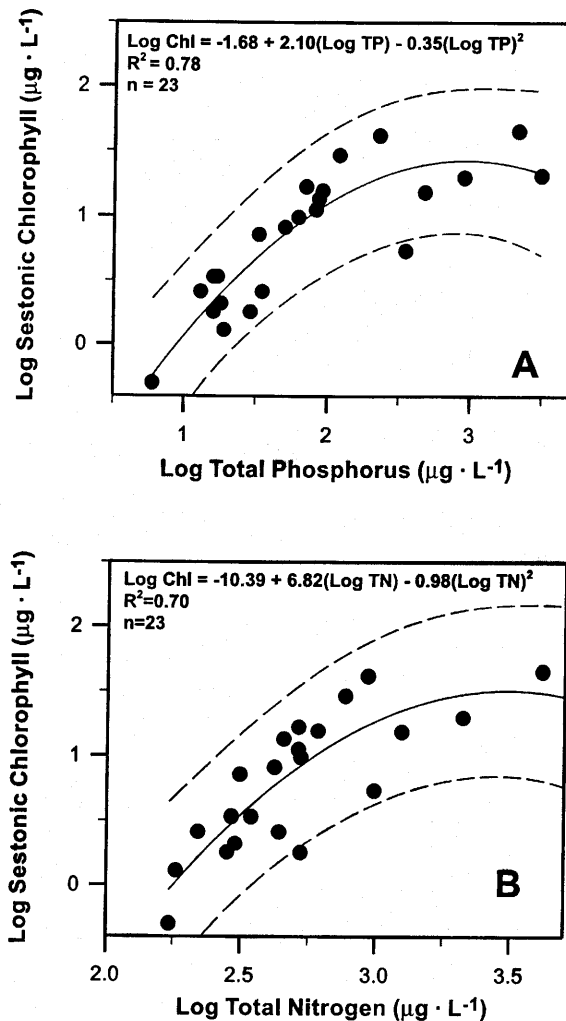 Log Chl = -1.68 + 2.10(Log TP) - 0.35(Log TP)²
R² = 0.78
n = 23
Log Sestonic Chlorophyll (μg · L⁻¹)
2
1
0
A
1
2
3
Log Total Phosphorus (μg · L⁻¹)
Log Chl = -10.39 + 6.82(Log TN) - 0.98(Log TN)²
R²=0.70
n=23
Log Sestonic Chlorophyll (μg · L⁻¹)
2
1
0
B
2.0
2.5
3.0
3.5
Log Total Nitrogen (μg · L⁻¹)